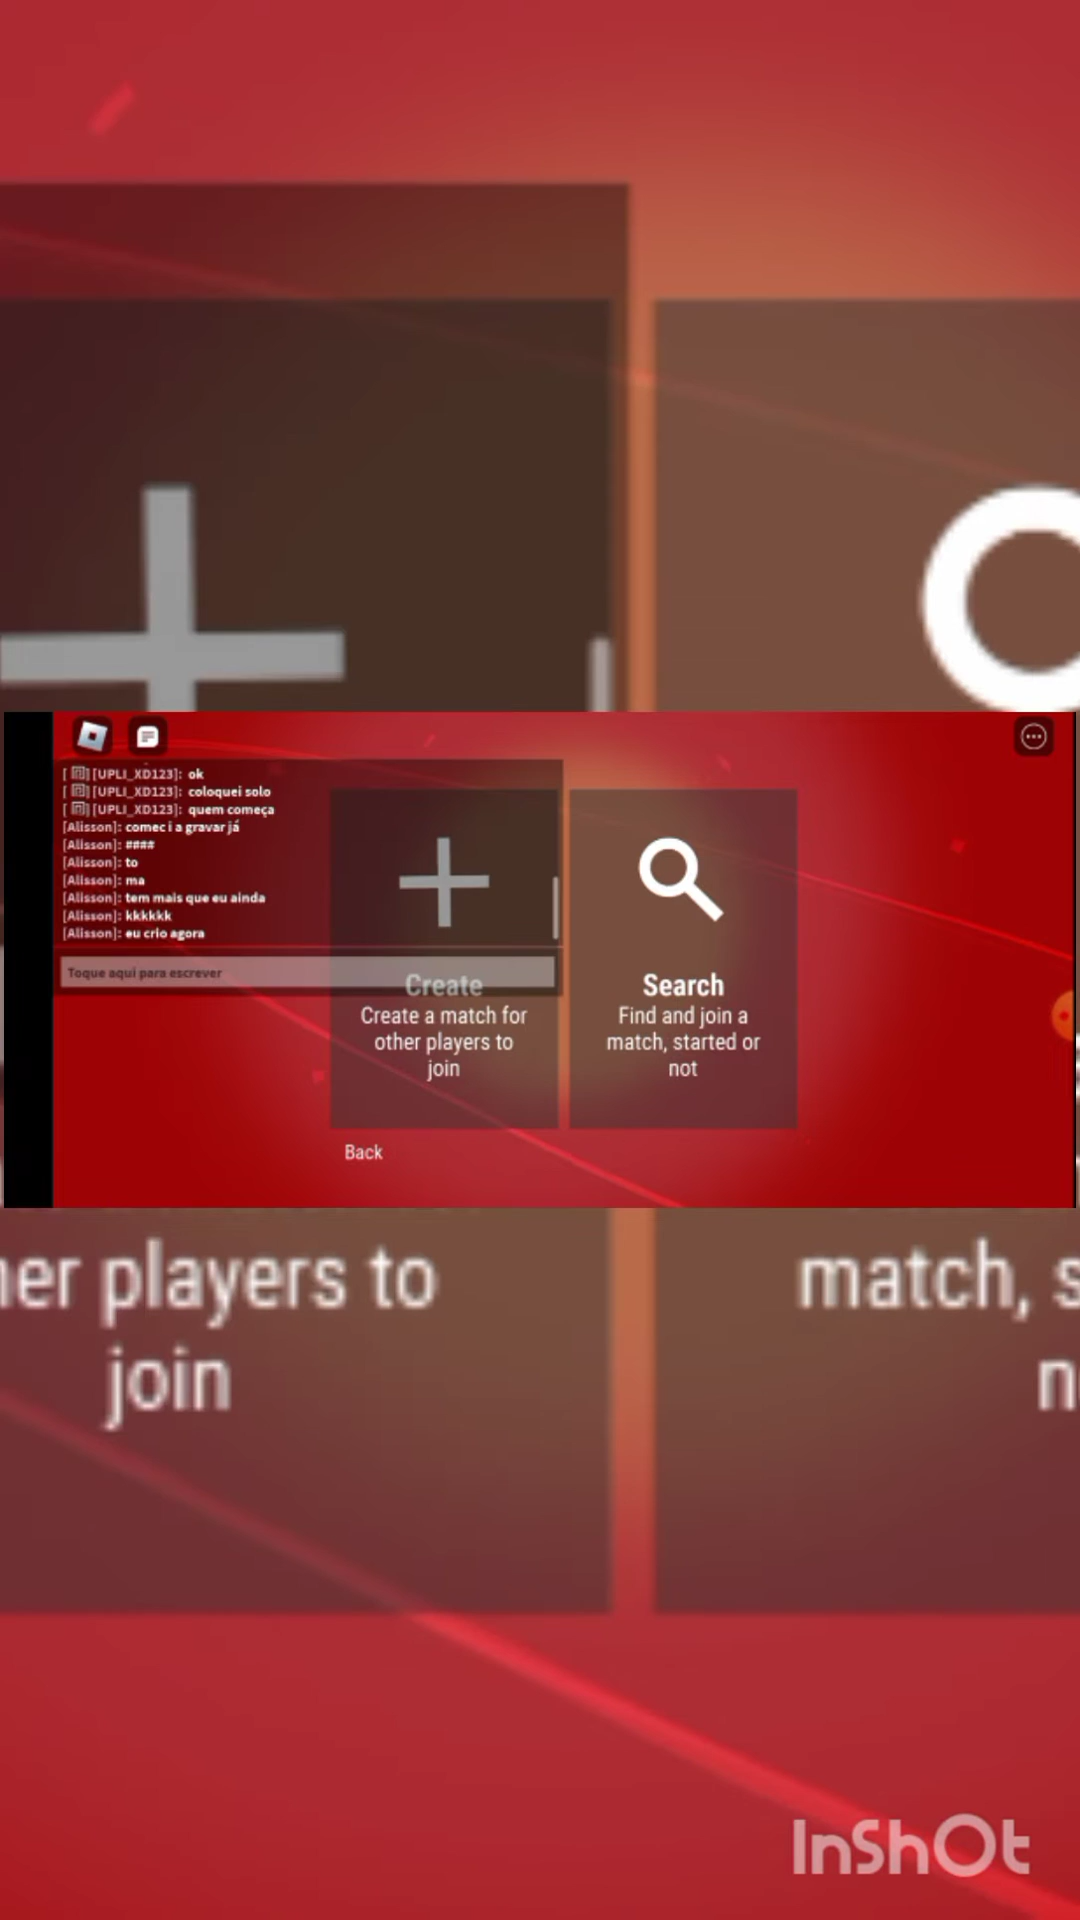 [UPLI_XD123]: ok
[UPLI_XD123]: coloquei solo
[UPLI_XD123]: quem começa
[Alisson]: comec i a gravar já
[Alisson]: ####
[Alisson]: to
[Alisson]: ma
[Alisson]: tem mais que eu ainda
[Alisson]: kkkkkk
[Alisson]: eu crio agora
Toque aqui para escrever
Create
Create a match for
other players to
join
Search
Find and join a
match, started or
not
Back
her players to
join
match, s
n
InShOt